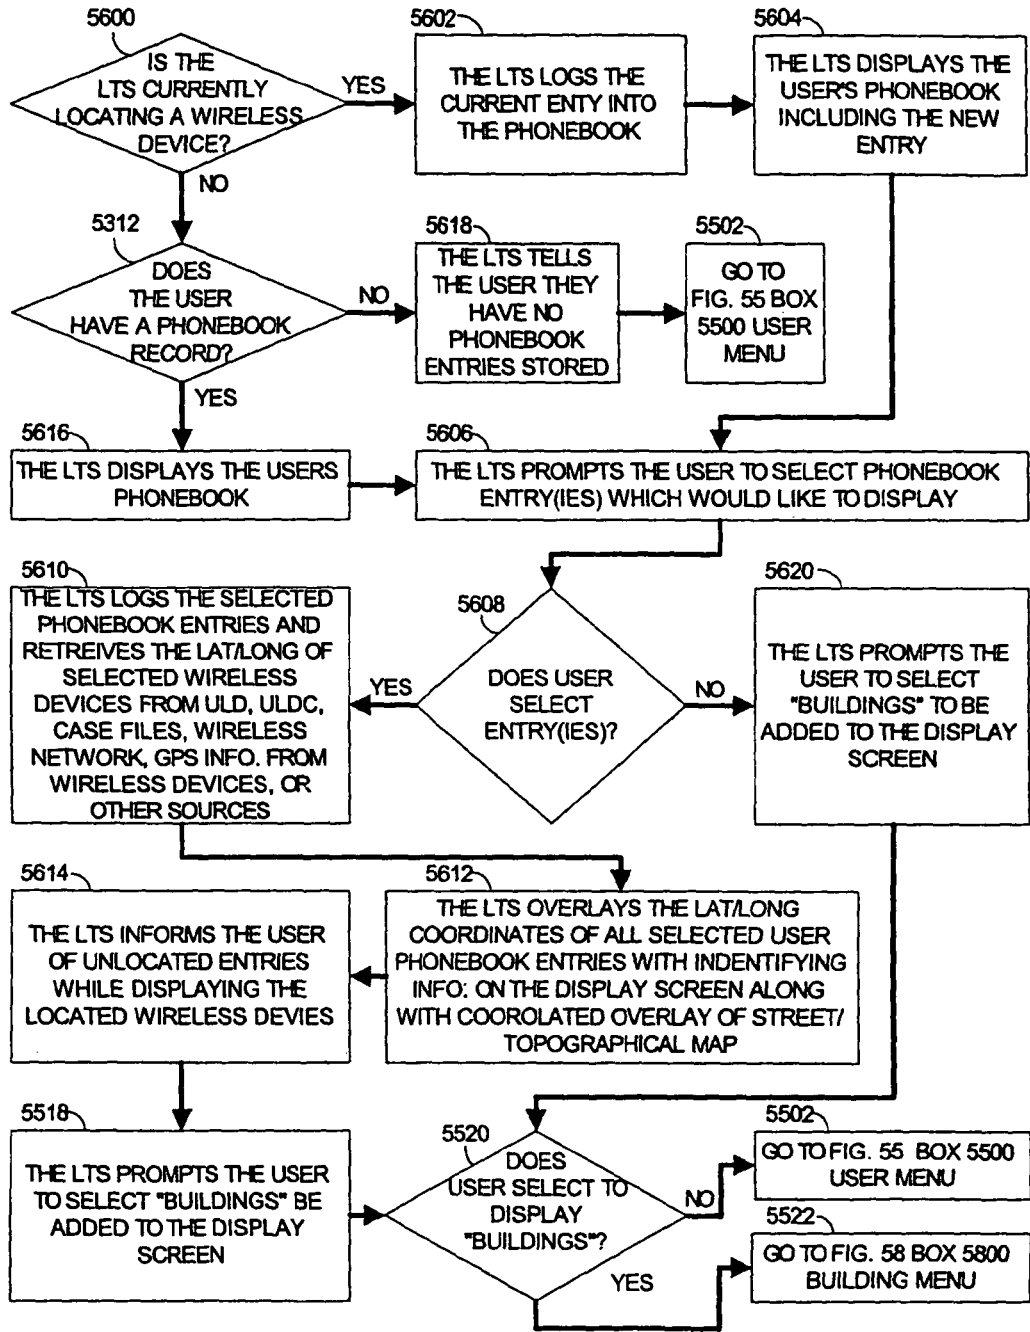 5600
IS THE
LTS CURRENTLY
LOCATING A WIRELESS
DEVICE?
YES
NO
5602
THE LTS LOGS THE
CURRENT ENTY INTO
THE PHONEBOOK
5604
THE LTS DISPLAYS THE
USER'S PHONEBOOK
INCLUDING THE NEW
ENTRY
5312
DOES
THE USER
HAVE A PHONEBOOK
RECORD?
NO
YES
5618
THE LTS TELLS
THE USER THEY
HAVE NO
PHONEBOOK
ENTRIES STORED
5502
GO TO
FIG. 55 BOX
5500 USER
MENU
5616
THE LTS DISPLAYS THE USERS
PHONEBOOK
5606
THE LTS PROMPTS THE USER TO SELECT PHONEBOOK
ENTRY(IES) WHICH WOULD LIKE TO DISPLAY
5610
THE LTS LOGS THE SELECTED
PHONEBOOK ENTRIES AND
RETREIVES THE LAT/LONG OF
SELECTED WIRELESS
DEVICES FROM ULD, ULDC,
CASE FILES, WIRELESS
NETWORK, GPS INFO. FROM
WIRELESS DEVICES, OR
OTHER SOURCES
5608
DOES USER
SELECT
ENTRY(IES)?
YES
NO
5620
THE LTS PROMPTS THE
USER TO SELECT
"BUILDINGS" TO BE
ADDED TO THE DISPLAY
SCREEN
5614
THE LTS INFORMS THE USER
OF UNLOCATED ENTRIES
WHILE DISPLAYING THE
LOCATED WIRELESS DEVIES
5612
THE LTS OVERLAYS THE LAT/LONG
COORDINATES OF ALL SELECTED USER
PHONEBOOK ENTRIES WITH INDENTIFYING
INFO: ON THE DISPLAY SCREEN ALONG
WITH COOROLATED OVERLAY OF STREET/
TOPOGRAPHICAL MAP
5518
THE LTS PROMPTS THE USER
TO SELECT "BUILDINGS" BE
ADDED TO THE DISPLAY
SCREEN
5520
DOES
USER SELECT TO
DISPLAY
"BUILDINGS"?
NO
YES
5502
GO TO FIG. 55 BOX 5500
USER MENU
5522
GO TO FIG. 58 BOX 5800
BUILDING MENU